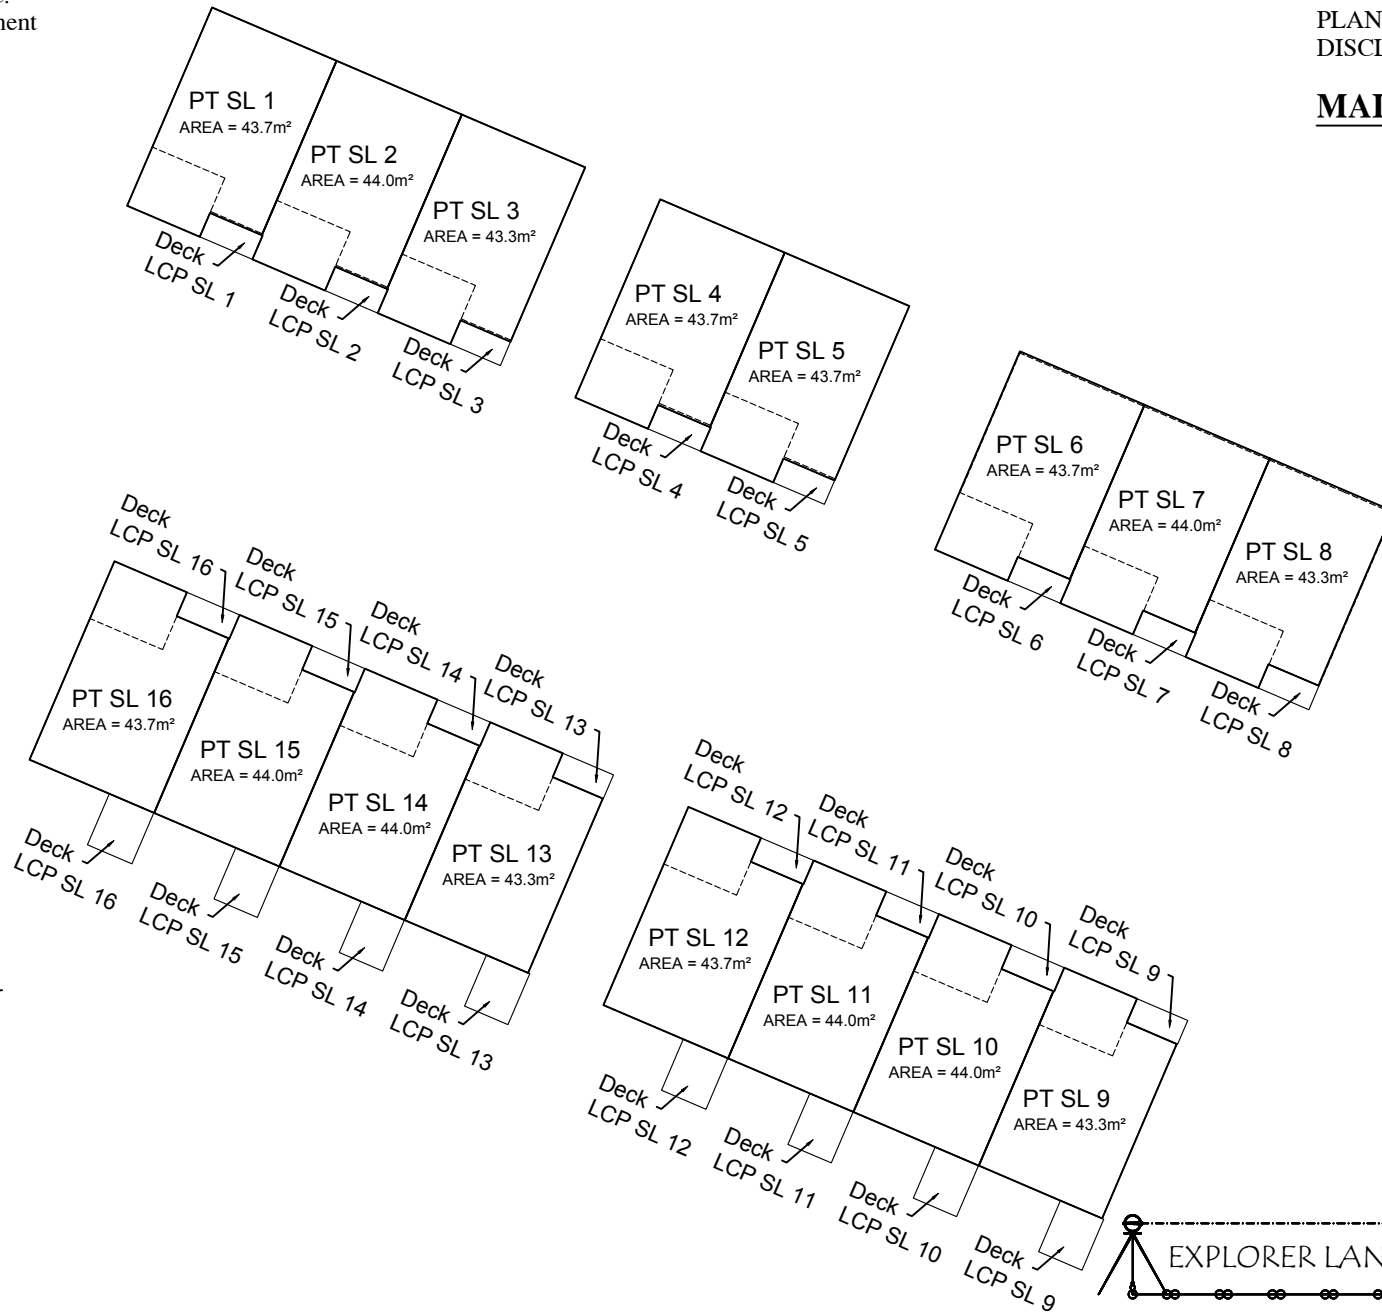 PLAN
DISCL
MAI
PT SL 1
AREA = 43.7m²
PT SL 2
AREA = 44.0m²
PT SL 3
AREA = 43.3m²
Deck
LCP SL 1
Deck
LCP SL 2
Deck
LCP SL 3
PT SL 4
AREA = 43.7m²
PT SL 5
AREA = 43.7m²
Deck
LCP SL 4
Deck
LCP SL 5
PT SL 6
AREA = 43.7m²
PT SL 7
AREA = 44.0m²
PT SL 8
AREA = 43.3m²
Deck
LCP SL 6
Deck
LCP SL 7
Deck
LCP SL 8
Deck
LCP SL 16
Deck
LCP SL 15
Deck
LCP SL 14
Deck
LCP SL 13
PT SL 16
AREA = 43.7m²
PT SL 15
AREA = 44.0m²
PT SL 14
AREA = 44.0m²
PT SL 13
AREA = 43.3m²
Deck
LCP SL 16
Deck
LCP SL 15
Deck
LCP SL 14
Deck
LCP SL 13
Deck
LCP SL 12
Deck
LCP SL 11
Deck
LCP SL 10
Deck
LCP SL 9
PT SL 12
AREA = 43.7m²
PT SL 11
AREA = 44.0m²
PT SL 10
AREA = 44.0m²
PT SL 9
AREA = 43.3m²
Deck
LCP SL 12
Deck
LCP SL 11
Deck
LCP SL 10
Deck
LCP SL 9
EXPLORER LAN